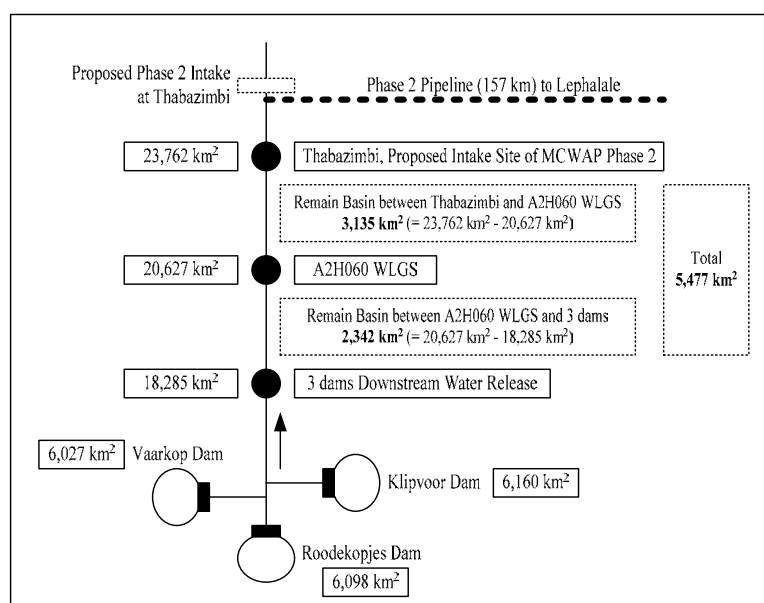 Proposed Phase 2 Intake
at Thabazimbi
Phase 2 Pipeline (157 km) to Lephalale
23,762 km²
Thabazimbi, Proposed Intake Site of MCWAP Phase 2
Remain Basin between Thabazimbi and A2H060 WLGS
3,135 km² (= 23,762 km² - 20,627 km²)
Total
5,477 km²
20,627 km²
A2H060 WLGS
Remain Basin between A2H060 WLGS and 3 dams
2,342 km² (= 20,627 km² - 18,285 km²)
18,285 km²
3 dams Downstream Water Release
6,027 km²
Vaarkop Dam
Klipvoor Dam
6,160 km²
Roodekopjes Dam
6,098 km²